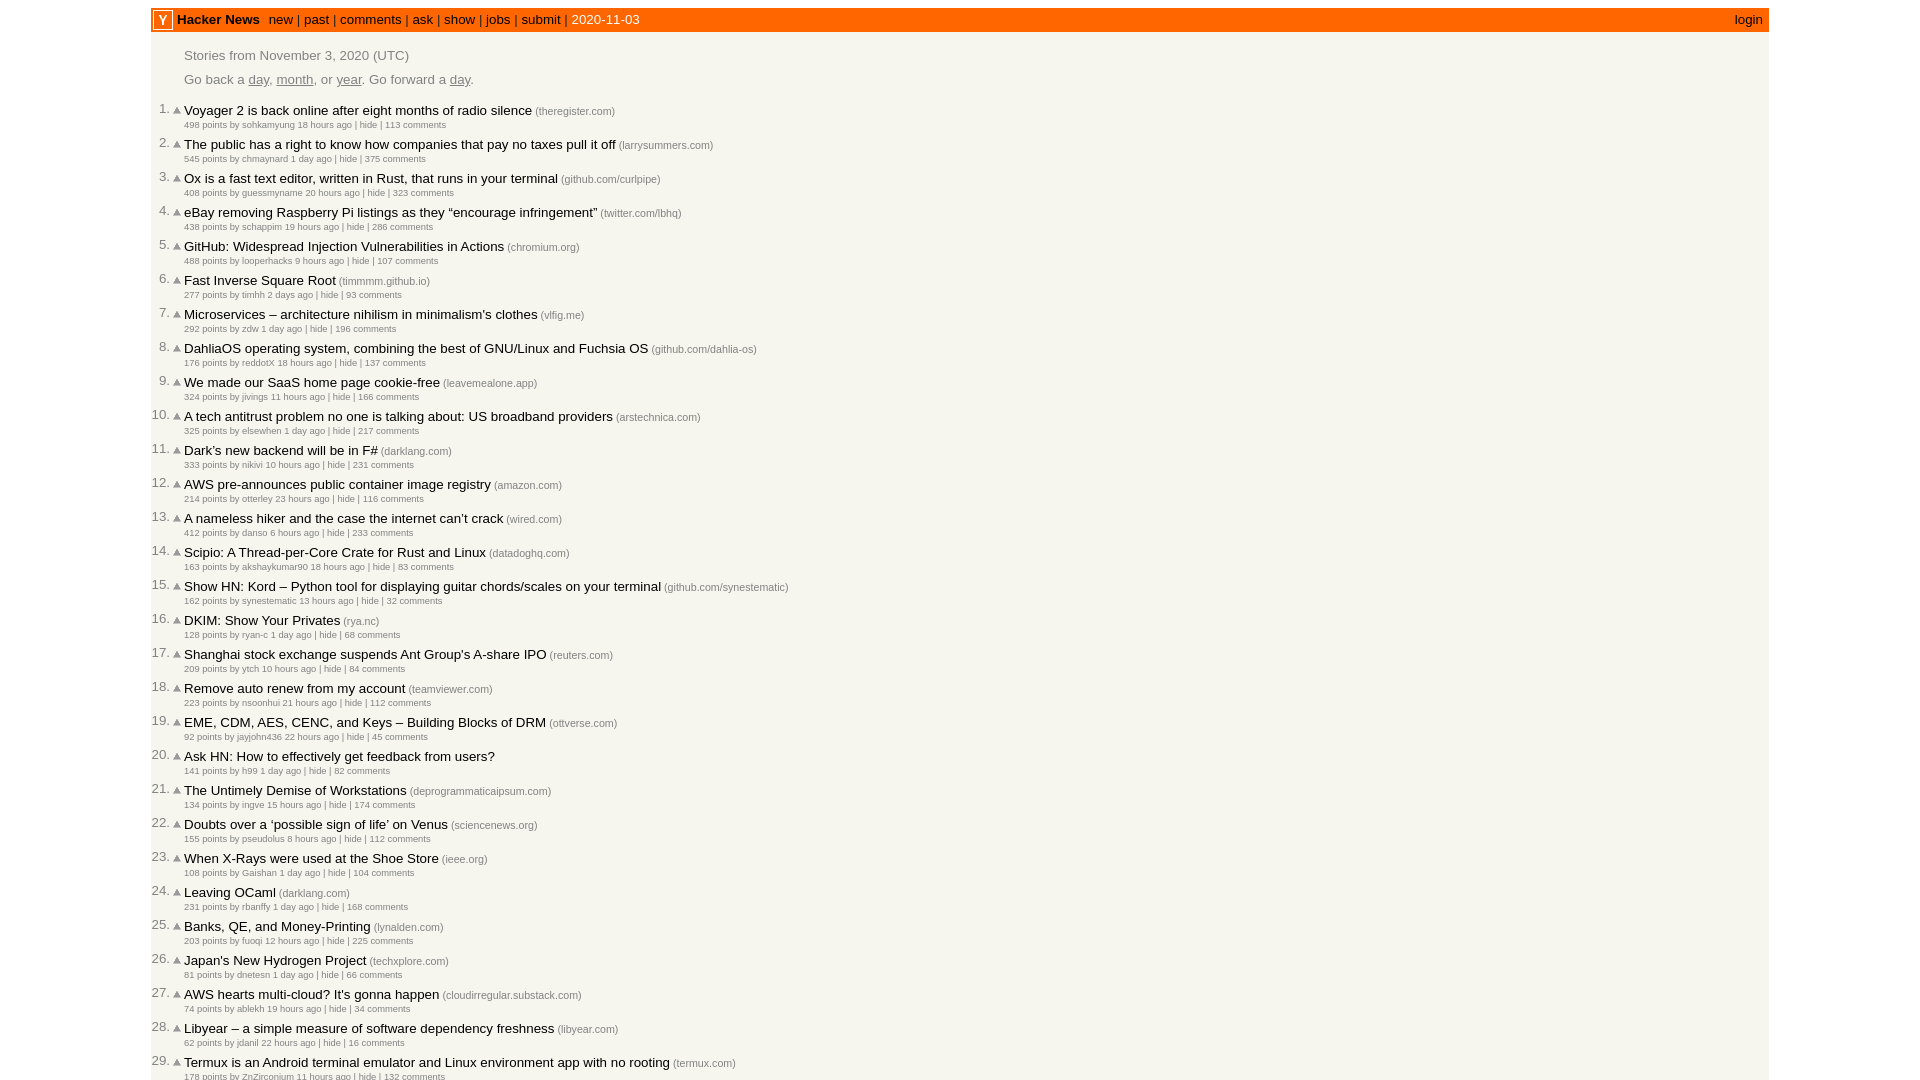 Y Hacker News new | past | comments | ask | show | jobs | submit | 2020-11-03 login
Stories from November 3, 2020 (UTC)
Go back a day, month, or year. Go forward a day.
1. Voyager 2 is back online after eight months of radio silence (theregister.com)
498 points by sohkamyung 18 hours ago | hide | 113 comments
2. The public has a right to know how companies that pay no taxes pull it off (larrysummers.com)
545 points by chmaynard 1 day ago | hide | 375 comments
3. Ox is a fast text editor, written in Rust, that runs in your terminal (github.com/curlpipe)
408 points by guessmyname 20 hours ago | hide | 323 comments
4. eBay removing Raspberry Pi listings as they “encourage infringement” (twitter.com/lbhq)
438 points by schappim 19 hours ago | hide | 286 comments
5. GitHub: Widespread Injection Vulnerabilities in Actions (chromium.org)
488 points by looperhacks 9 hours ago | hide | 107 comments
6. Fast Inverse Square Root (timmmm.github.io)
277 points by timhh 2 days ago | hide | 93 comments
7. Microservices – architecture nihilism in minimalism's clothes (vlfig.me)
292 points by zdw 1 day ago | hide | 196 comments
8. DahliaOS operating system, combining the best of GNU/Linux and Fuchsia OS (github.com/dahlia-os)
176 points by reddotX 18 hours ago | hide | 137 comments
9. We made our SaaS home page cookie-free (leavemealone.app)
324 points by jivings 11 hours ago | hide | 166 comments
10. A tech antitrust problem no one is talking about: US broadband providers (arstechnica.com)
325 points by elsewhen 1 day ago | hide | 217 comments
11. Dark’s new backend will be in F# (darklang.com)
333 points by nikivi 10 hours ago | hide | 231 comments
12. AWS pre-announces public container image registry (amazon.com)
214 points by otterley 23 hours ago | hide | 116 comments
13. A nameless hiker and the case the internet can’t crack (wired.com)
412 points by danso 6 hours ago | hide | 233 comments
14. Scipio: A Thread-per-Core Crate for Rust and Linux (datadoghq.com)
163 points by akshaykumar90 18 hours ago | hide | 83 comments
15. Show HN: Kord – Python tool for displaying guitar chords/scales on your terminal (github.com/synestematic)
162 points by synestematic 13 hours ago | hide | 32 comments
16. DKIM: Show Your Privates (rya.nc)
128 points by ryan-c 1 day ago | hide | 68 comments
17. Shanghai stock exchange suspends Ant Group's A-share IPO (reuters.com)
209 points by ytch 10 hours ago | hide | 84 comments
18. Remove auto renew from my account (teamviewer.com)
223 points by nsoonhui 21 hours ago | hide | 112 comments
19. EME, CDM, AES, CENC, and Keys – Building Blocks of DRM (ottverse.com)
92 points by jayjohn436 22 hours ago | hide | 45 comments
20. Ask HN: How to effectively get feedback from users?
141 points by h99 1 day ago | hide | 82 comments
21. The Untimely Demise of Workstations (deprogrammaticaipsum.com)
134 points by ingve 15 hours ago | hide | 174 comments
22. Doubts over a ‘possible sign of life’ on Venus (sciencenews.org)
155 points by pseudolus 8 hours ago | hide | 112 comments
23. When X-Rays were used at the Shoe Store (ieee.org)
108 points by Gaishan 1 day ago | hide | 104 comments
24. Leaving OCaml (darklang.com)
231 points by rbanffy 1 day ago | hide | 168 comments
25. Banks, QE, and Money-Printing (lynalden.com)
203 points by fuoqi 12 hours ago | hide | 225 comments
26. Japan's New Hydrogen Project (techxplore.com)
81 points by dnetesn 1 day ago | hide | 66 comments
27. AWS hearts multi-cloud? It's gonna happen (cloudirregular.substack.com)
74 points by ablekh 19 hours ago | hide | 34 comments
28. Libyear – a simple measure of software dependency freshness (libyear.com)
62 points by jdanil 22 hours ago | hide | 16 comments
29. Termux is an Android terminal emulator and Linux environment app with no rooting (termux.com)
178 points by ZnZirconium 11 hours ago | hide | 132 comments